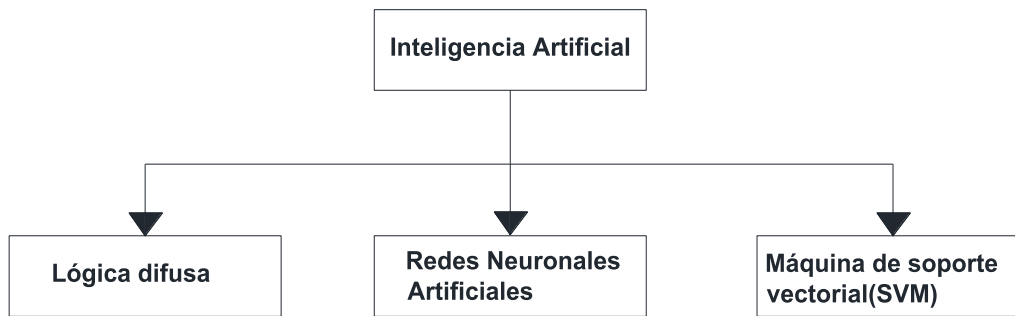 Inteligencia Artificial
Lógica difusa
Redes Neuronales
Artificiales
Máquina de soporte
vectorial(SVM)